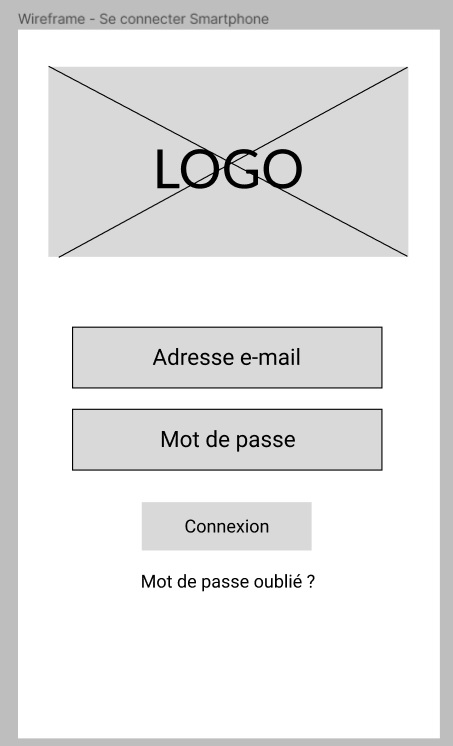 Wireframe - Se connecter Smartphone
LOGO
Adresse e-mail
Mot de passe
Connexion
Mot de passe oublié ?